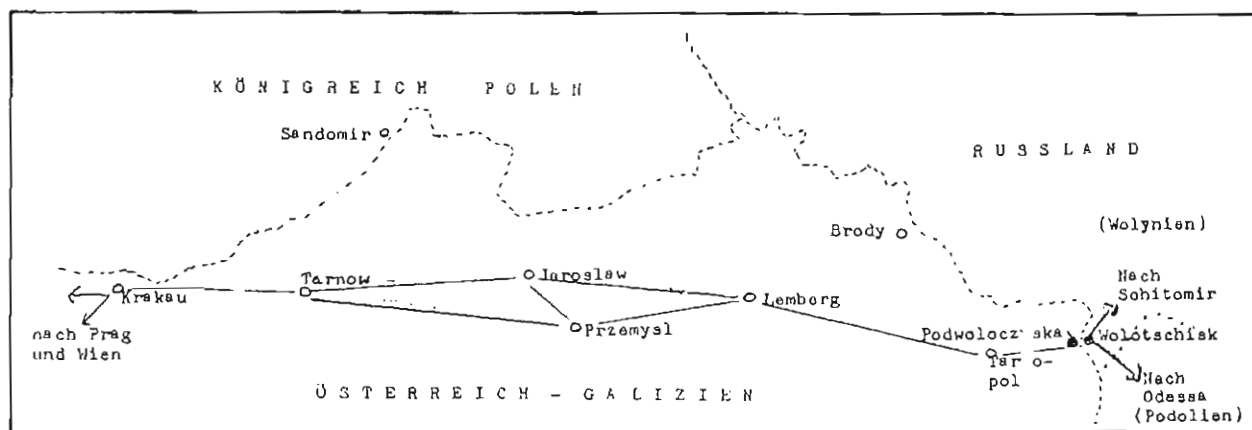 KÖNIGREICH POLEN
Sandomir
RUSSLAND
(Wolynien)
Brody
Nach
Schitomir
Krakau
Tarnow
Jaroslaw
Przemysl
Lemberg
Podwoloczyska
Wolotschisk
Tarno-
pol
nach Prag
und Wien
ÖSTERREICH - GALIZIEN
Nach
Odessa
(Podolien)